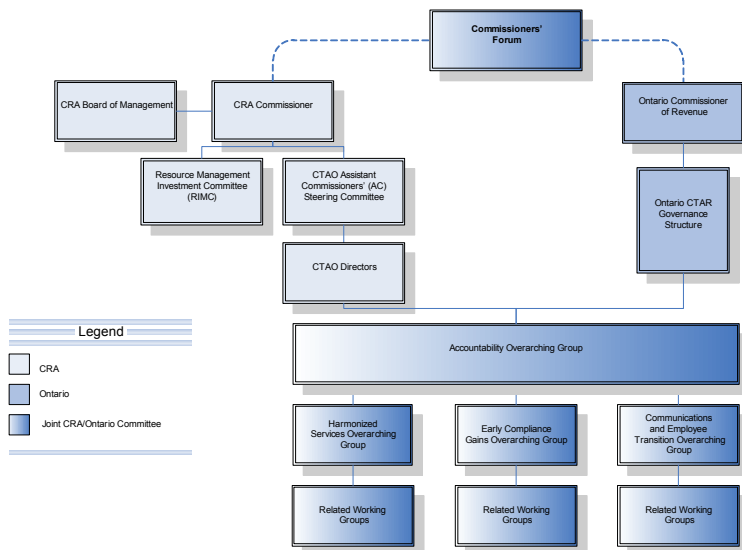 Commissioners'
Forum
CRA Board of Management
CRA Commissioner
Ontario Commissioner
of Revenue
Resource Management
Investment Committee
(RIMC)
CTAO Assistant
Commissioners' (AC)
Steering Committee
Ontario CTAR
Governance
Structure
CTAO Directors
Legend
CRA
Ontario
Joint CRA/Ontario Committee
Accountability Overarching Group
Harmonized
Services Overarching
Group
Early Compliance
Gains Overarching Group
Communications
and Employee
Transition Overarching
Group
Related Working
Groups
Related Working
Groups
Related Working
Groups